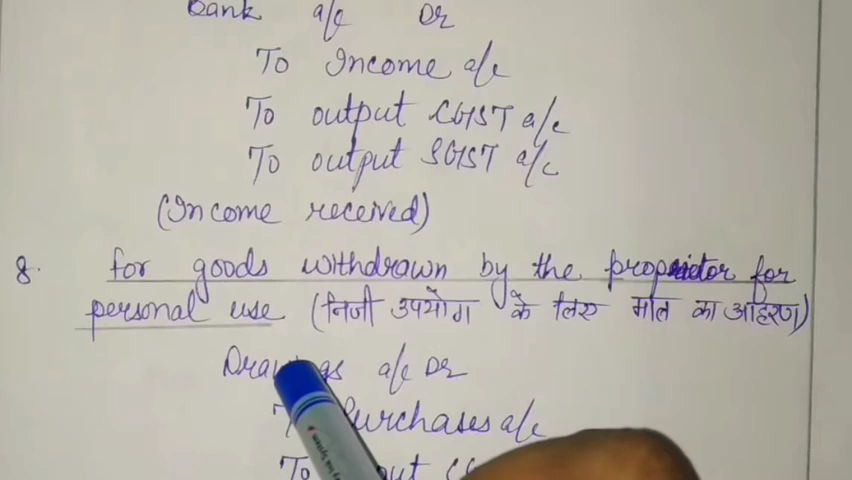 Bank a/c Dr
To Income a/c
To output CGST a/c
To output SGST a/c
(Income received)
8. for goods withdrawn by the proprietor for
personal use (निजी उपयोग के लिए माल का आहरण)
a/c Dr
Purchases a/c
To